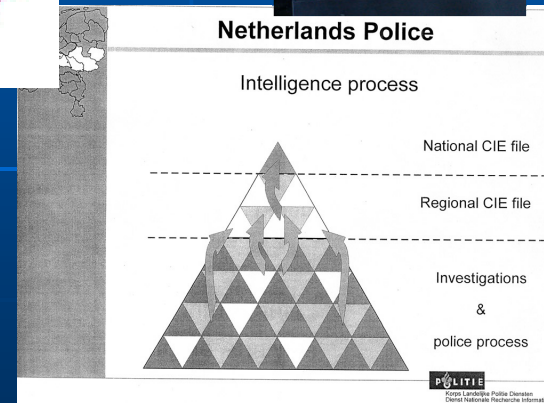 Netherlands Police
Intelligence process
National CIE file
Regional CIE file
Investigations
&
police process
POLITIE
Korps Landelijke Politie Diensten
Dienst Nationale Recherche Informati